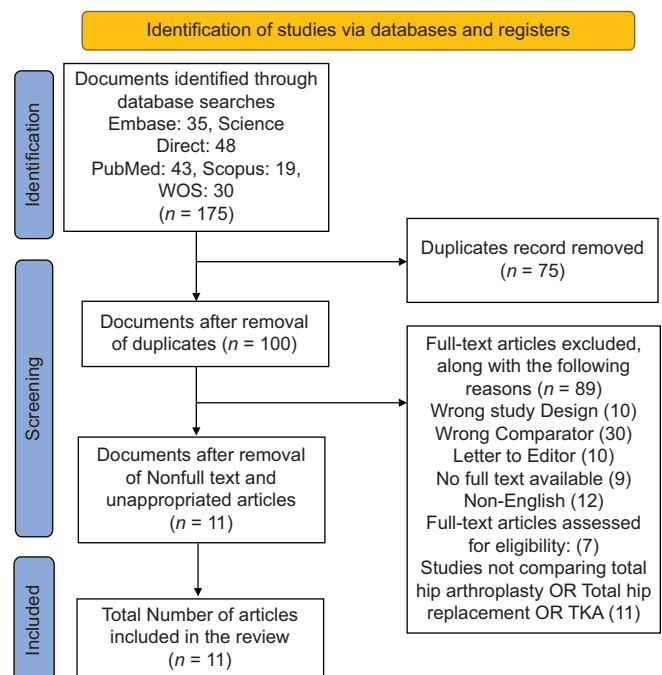 Identification of studies via databases and registers
Identification
Documents identified through
database searches
Embase: 35, Science
Direct: 48
PubMed: 43, Scopus: 19,
WOS: 30
(n = 175)
Duplicates record removed
(n = 75)
Screening
Documents after removal
of duplicates (n = 100)
Full-text articles excluded,
along with the following
reasons (n = 89)
Wrong study Design (10)
Wrong Comparator (30)
Letter to Editor (10)
No full text available (9)
Non-English (12)
Full-text articles assessed
for eligibility: (7)
Studies not comparing total
hip arthroplasty OR Total hip
replacement OR TKA (11)
Documents after removal
of Nonfull text and
unappropriated articles
(n = 11)
Included
Total Number of articles
included in the review
(n = 11)